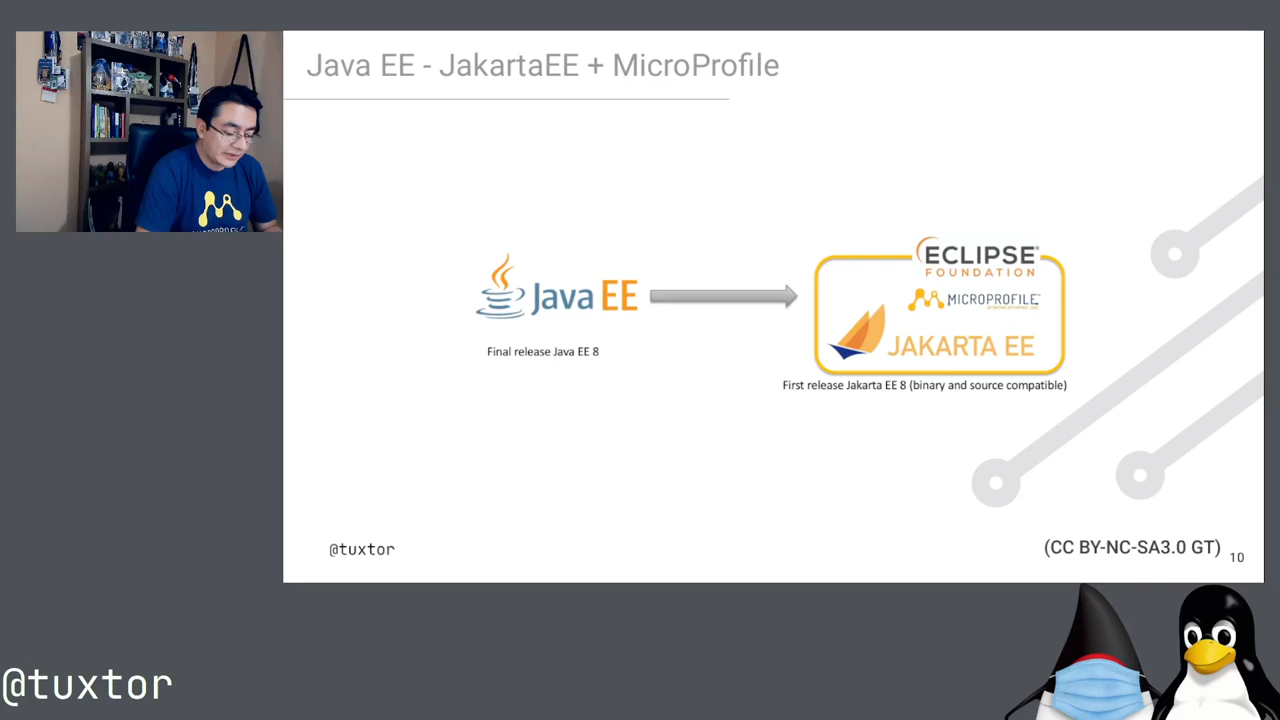 Java EE - JakartaEE + MicroProfile
ECLIPSE
FOUNDATION
MICROPROFILE
Java EE
JAKARTA EE
Final release Java EE 8
First release Jakarta EE 8 (binary and source compatible)
@tuxtor
(CC BY-NC-SA3.0 GT)
10
@tuxtor